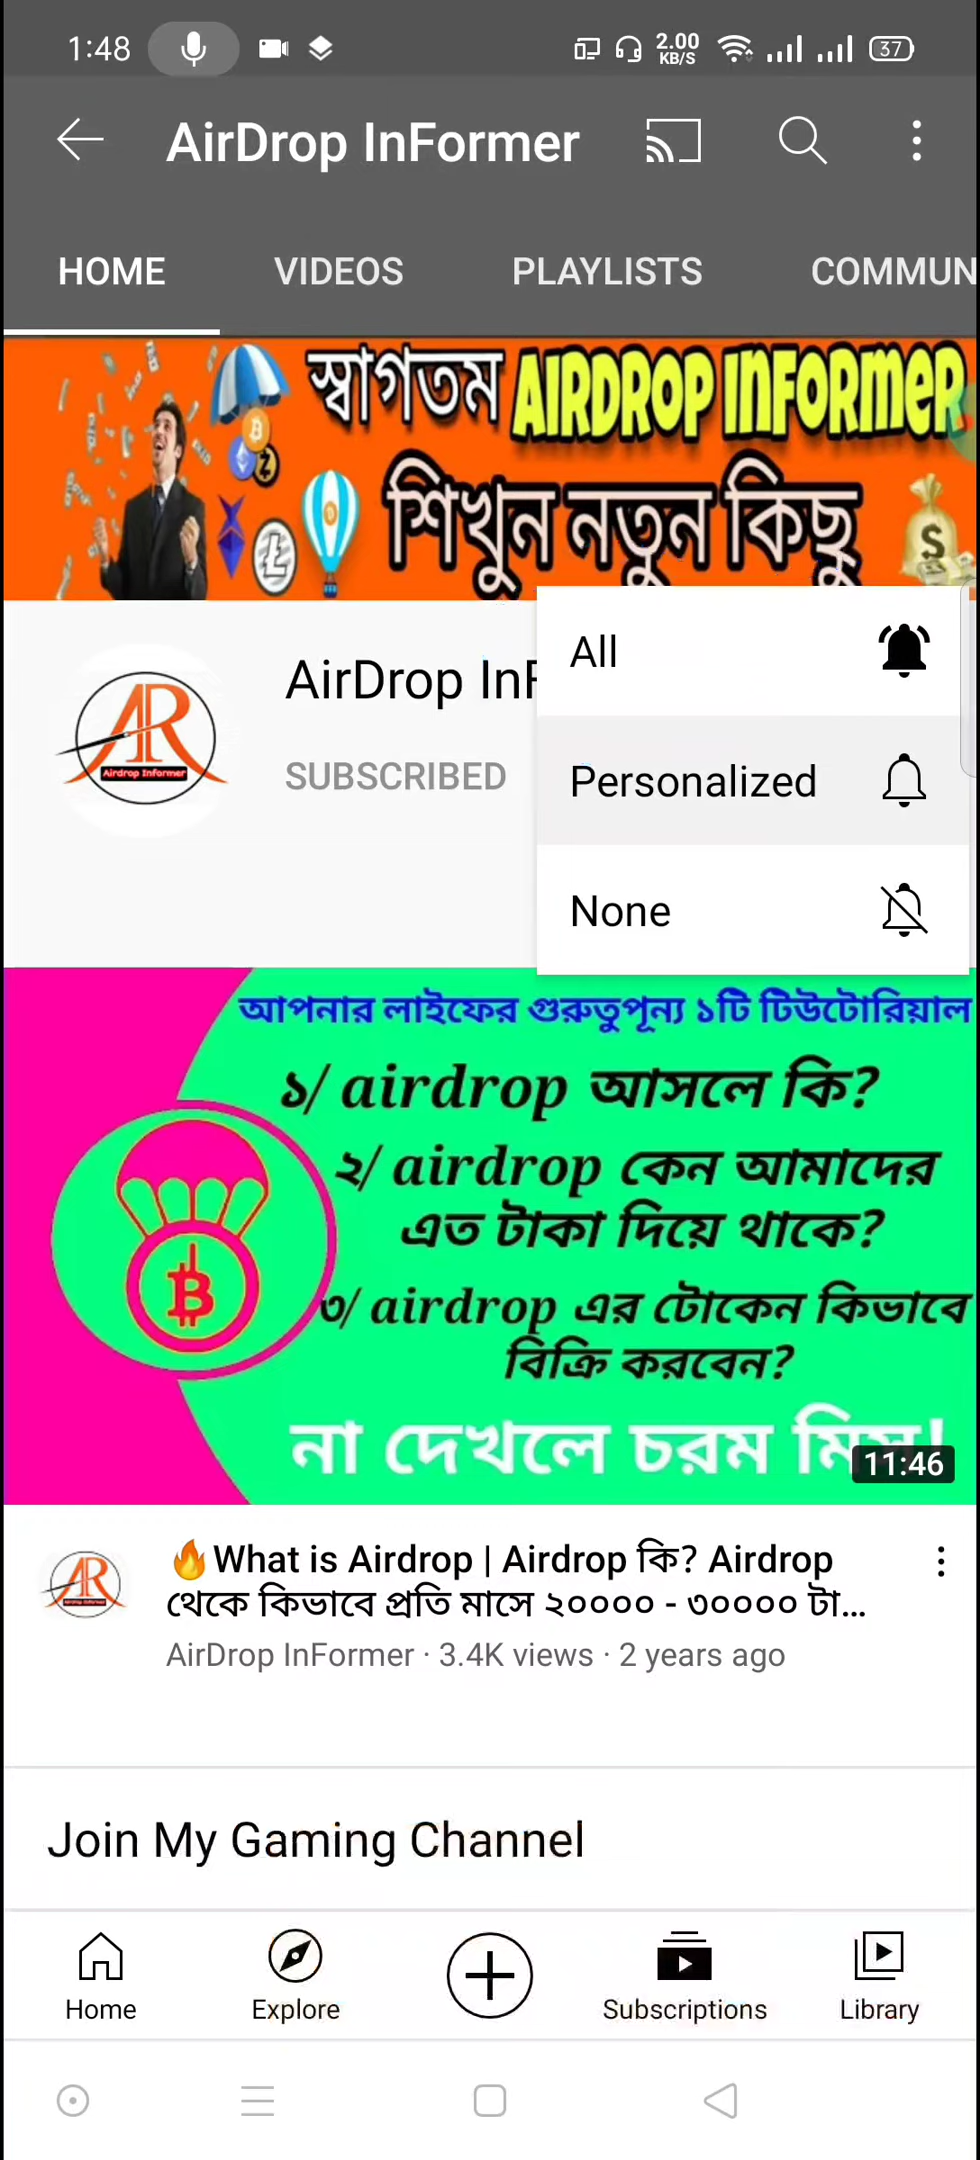 1:48
2.00
KB/S
37
AirDrop InFormer
HOME VIDEOS PLAYLISTS COMMUN
স্বাগতম AIRDROP INFORMER
শিখুন নতুন কিছু
AirDrop InF
SUBSCRIBED
AR
Airdrop Informer
All
Personalized
None
আপনার লাইফের গুরুতুপূন্য ১টি টিউটোরিয়াল
১/ airdrop আসলে কি?
২/ airdrop কেন আমাদের
এত টাকা দিয়ে থাকে?
৩/ airdrop এর টোকেন কিভাবে
বিক্রি করবেন?
না দেখলে চরম মিস!
11:46
🔥What is Airdrop | Airdrop কি? Airdrop
থেকে কিভাবে প্রতি মাসে ২০০০০ - ৩০০০০ টা...
AirDrop InFormer · 3.4K views · 2 years ago
Join My Gaming Channel
Home Explore Subscriptions Library